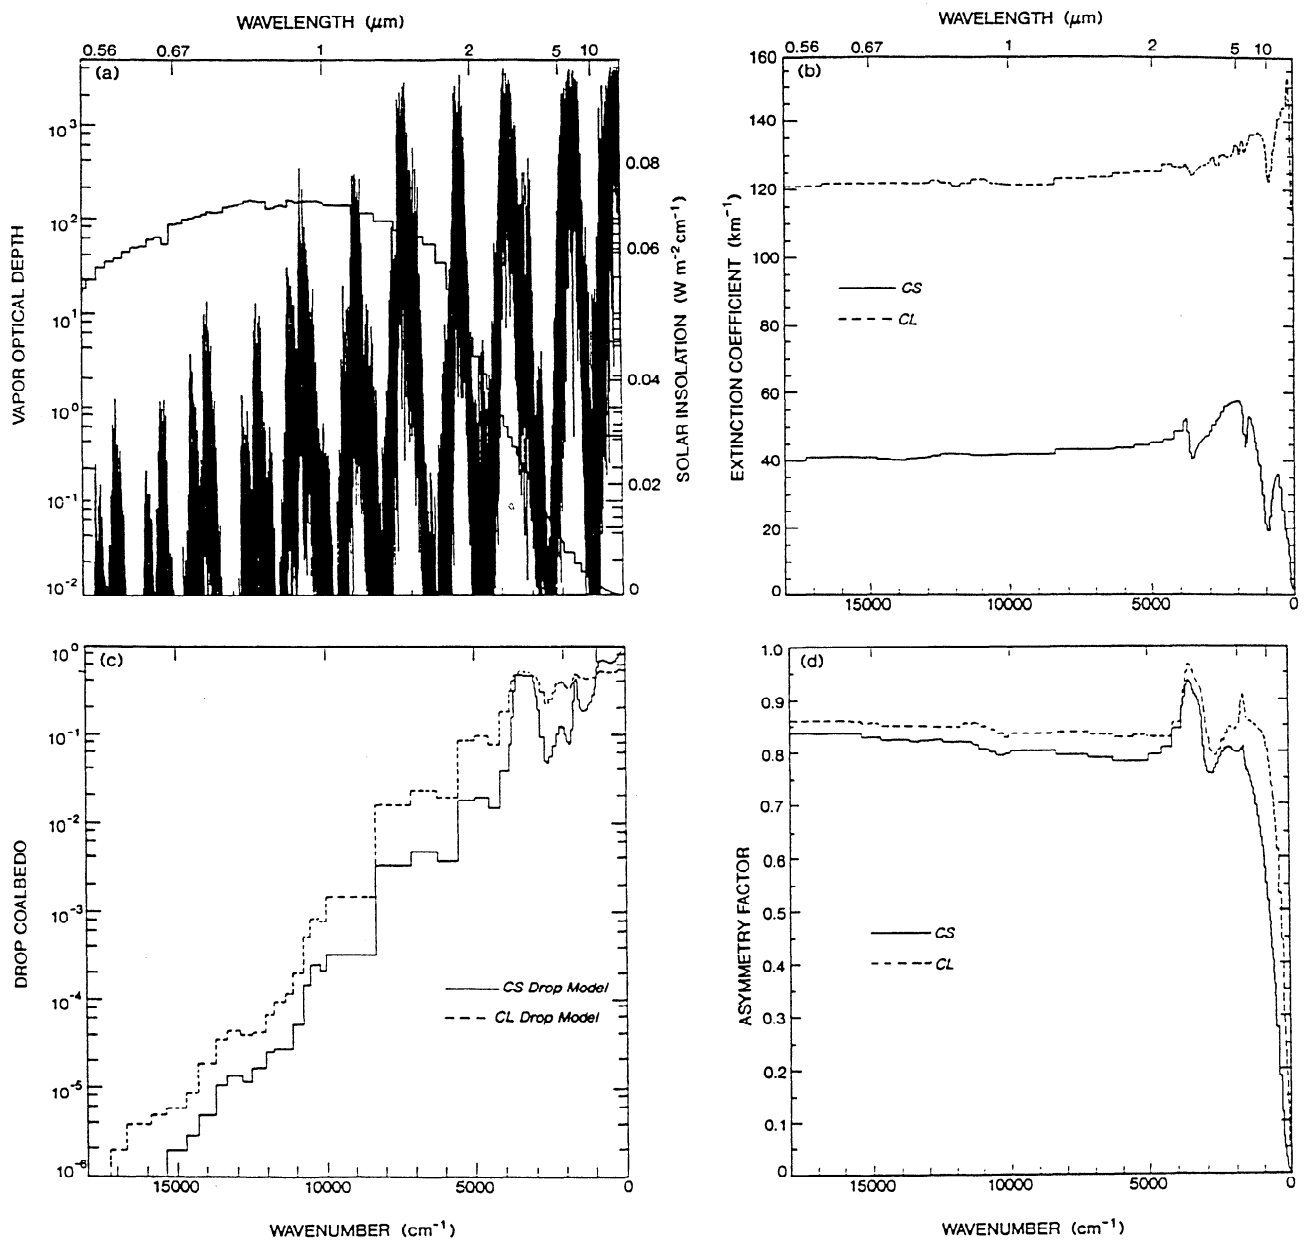 WAVELENGTH (μm)
0.56 0.67 1 2 5 10
(a)
VAPOR OPTICAL DEPTH
10³
10²
10¹
10⁰
10⁻¹
10⁻²
0.08
0.06
0.04
0.02
0
SOLAR INSOLATION (W m⁻²cm⁻¹)
WAVELENGTH (μm)
0.56 0.67 1 2 5 10
(b)
EXTINCTION COEFFICIENT (km⁻¹)
160
140
120
100
80
60
40
20
0
CS
CL
15000 10000 5000 0
(c)
DROP COALBEDO
10⁰
10⁻¹
10⁻²
10⁻³
10⁻⁴
10⁻⁵
10⁻⁶
CS Drop Model
CL Drop Model
15000 10000 5000 0
WAVENUMBER (cm⁻¹)
(d)
ASYMMETRY FACTOR
1.0
0.9
0.8
0.7
0.6
0.5
0.4
0.3
0.2
0.1
0
CS
CL
15000 10000 5000 0
WAVENUMBER (cm⁻¹)